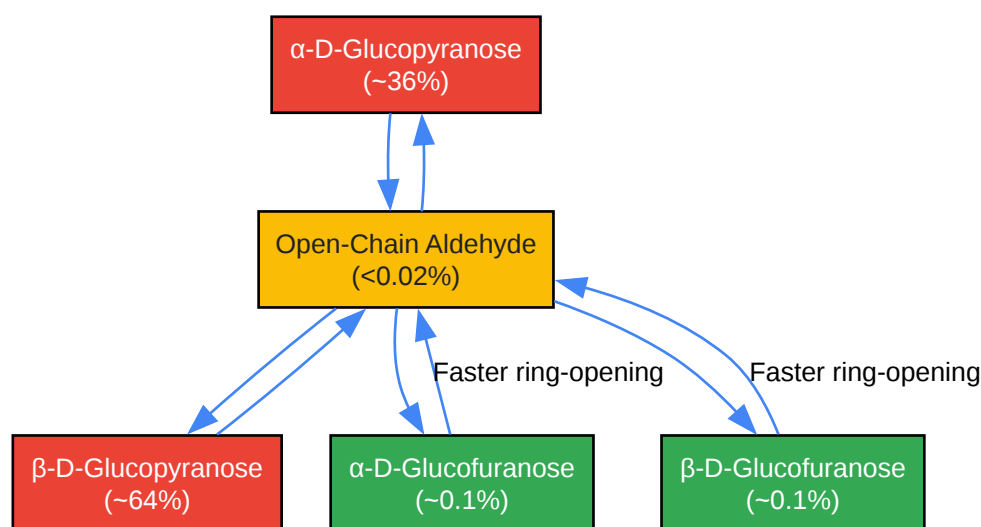 α-D-Glucopyranose
(~36%)
Open-Chain Aldehyde
(<0.02%)
Faster ring-opening
Faster ring-opening
β-D-Glucopyranose
(~64%)
α-D-Glucofuranose
(~0.1%)
β-D-Glucofuranose
(~0.1%)